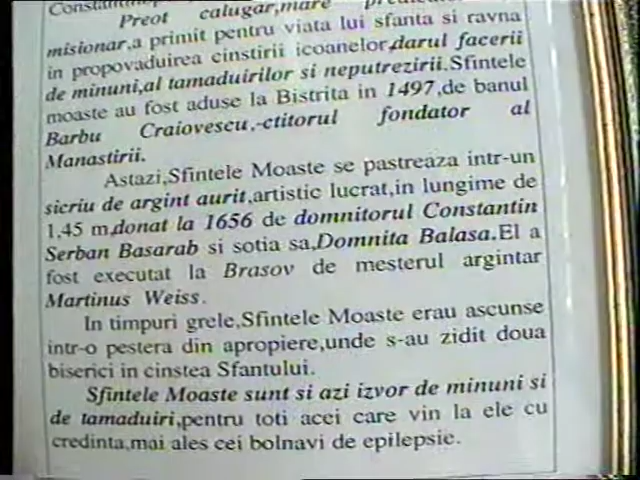 Preot calugar,mare
misionar,a primit pentru viata lui sfanta si ravna
in propovaduirea cinstirii icoanelor,darul facerii
de minuni,al tamaduirilor si neputrezirii.Sfintele
moaste au fost aduse la Bistrita in 1497,de banul
Barbu Craiovescu,-ctitorul fondator al
Manastirii.
Astazi,Sfintele Moaste se pastreaza intr-un
sicriu de argint aurit,artistic lucrat,in lungime de
1,45 m,donat la 1656 de domnitorul Constantin
Serban Basarab si sotia sa,Domnita Balasa.El a
fost executat la Brasov de mesterul argintar
Martinus Weiss.
In timpuri grele,Sfintele Moaste erau ascunse
intr-o pestera din apropiere,unde s-au zidit doua
biserici in cinstea Sfantului.
Sfintele Moaste sunt si azi izvor de minuni si
de tamaduiri,pentru toti acei care vin la ele cu
credinta,mai ales cei bolnavi de epilepsie.